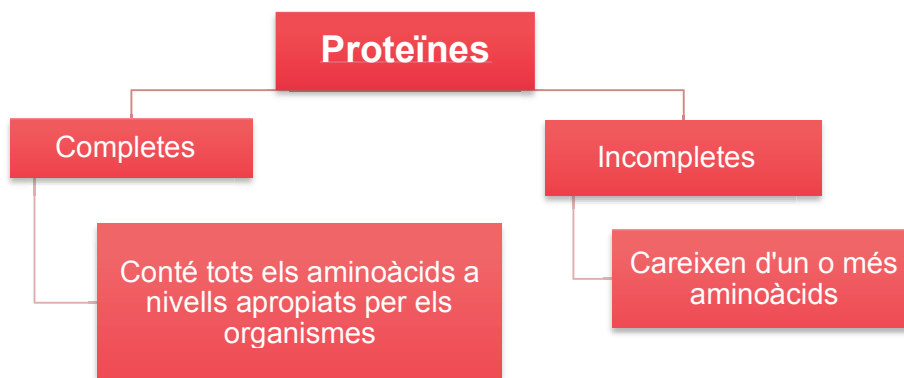 Proteïnes
Completes
Incompletes
Conté tots els aminoàcids a
nivells apropiats per els
organismes
Careixen d'un o més
aminoàcids